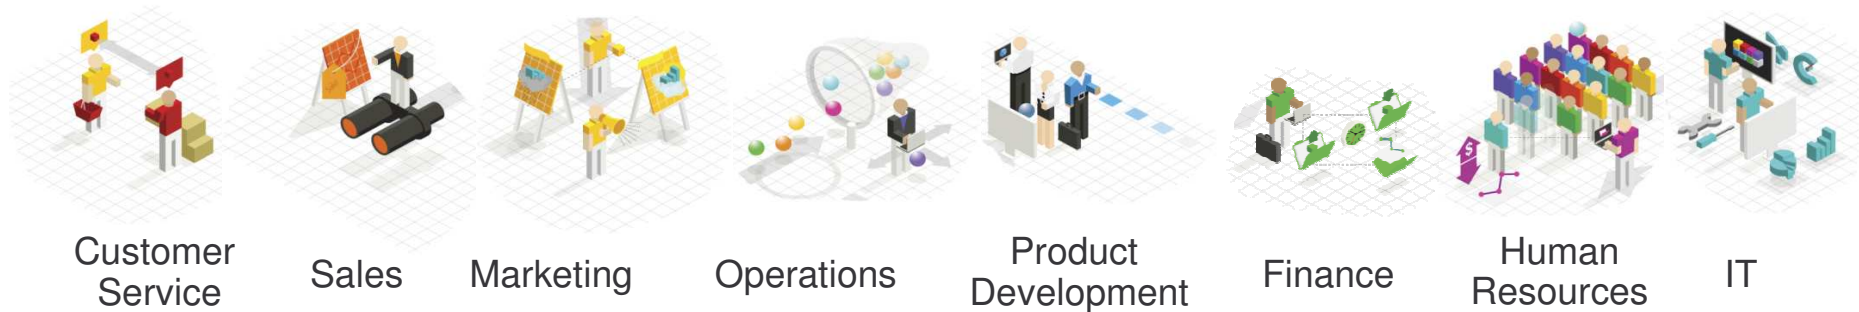 Customer
Service
Sales
Marketing
Operations
Product
Development
Finance
Human
Resources
IT
$